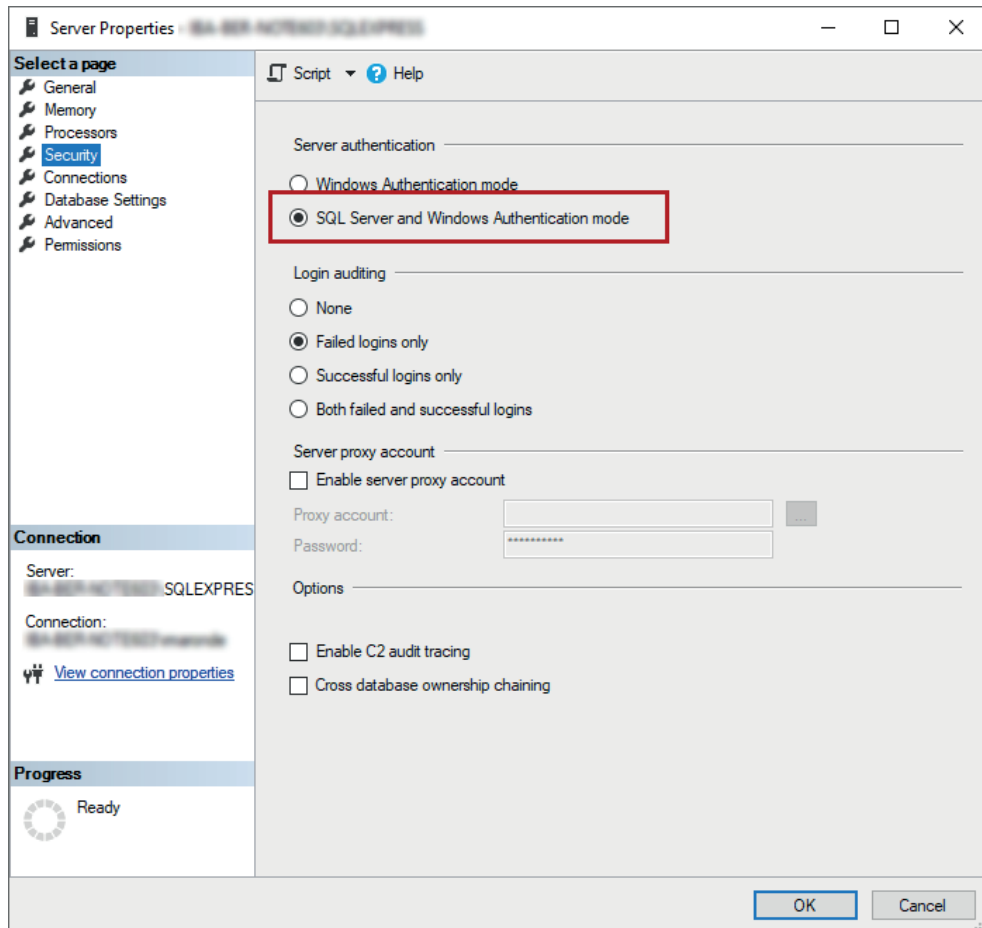 Server Properties -
Select a page
General
Memory
Processors
Security
Connections
Database Settings
Advanced
Permissions
Script
Help
Server authentication
Windows Authentication mode
SQL Server and Windows Authentication mode
Login auditing
None
Failed logins only
Successful logins only
Both failed and successful logins
Server proxy account
Enable server proxy account
Proxy account:
...
Password:
**********
Options
Enable C2 audit tracing
Cross database ownership chaining
Connection
Server:
SQLEXPRES
Connection:
View connection properties
Progress
Ready
OK
Cancel